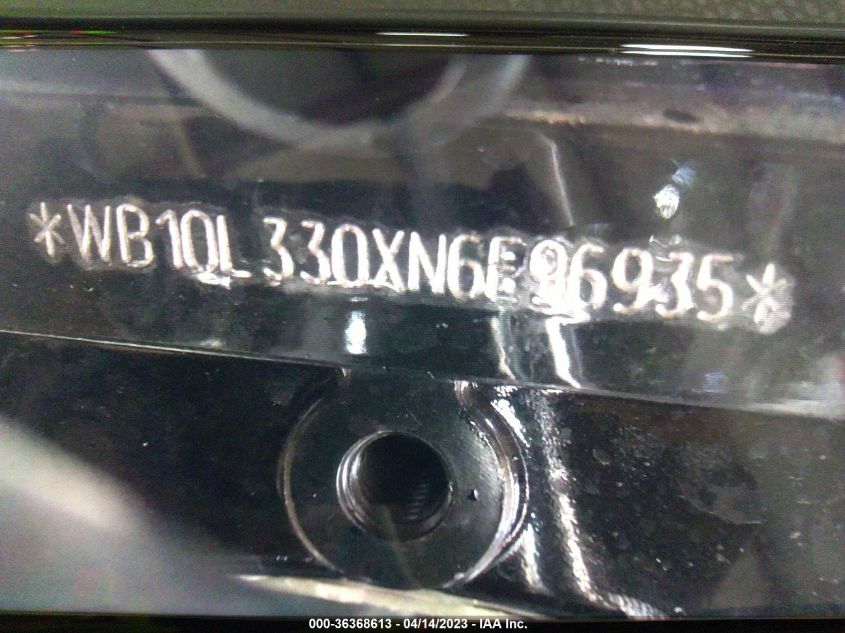 *WB10L330XN6E96935*
000-36368613 - 04/14/2023 - IAA Inc.